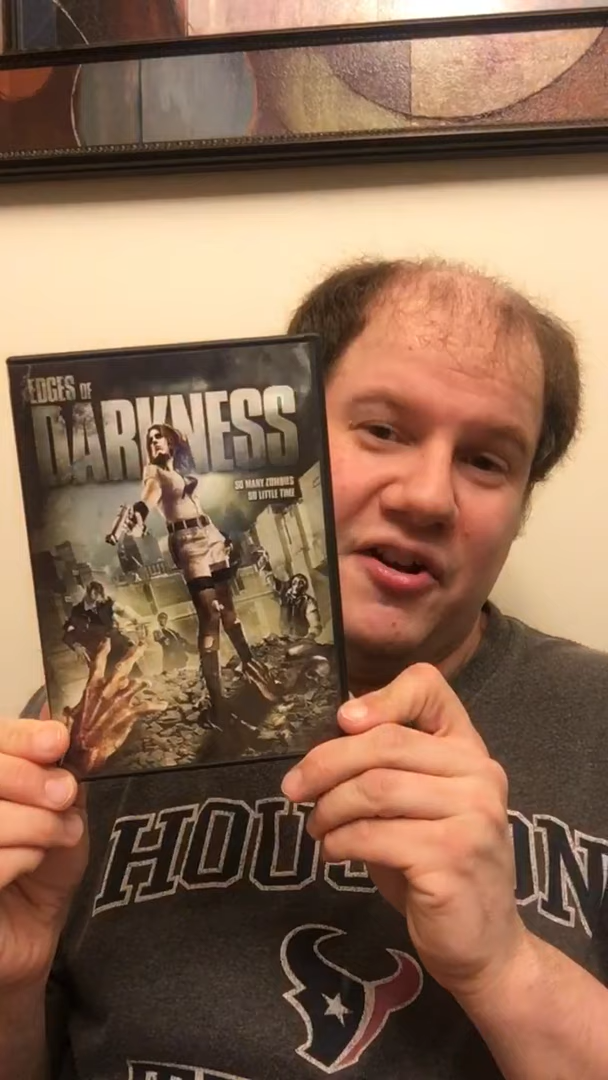 EDGES OF
DARKNESS
SO MANY ZOMBIES
SO LITTLE TIME
HOUSTON